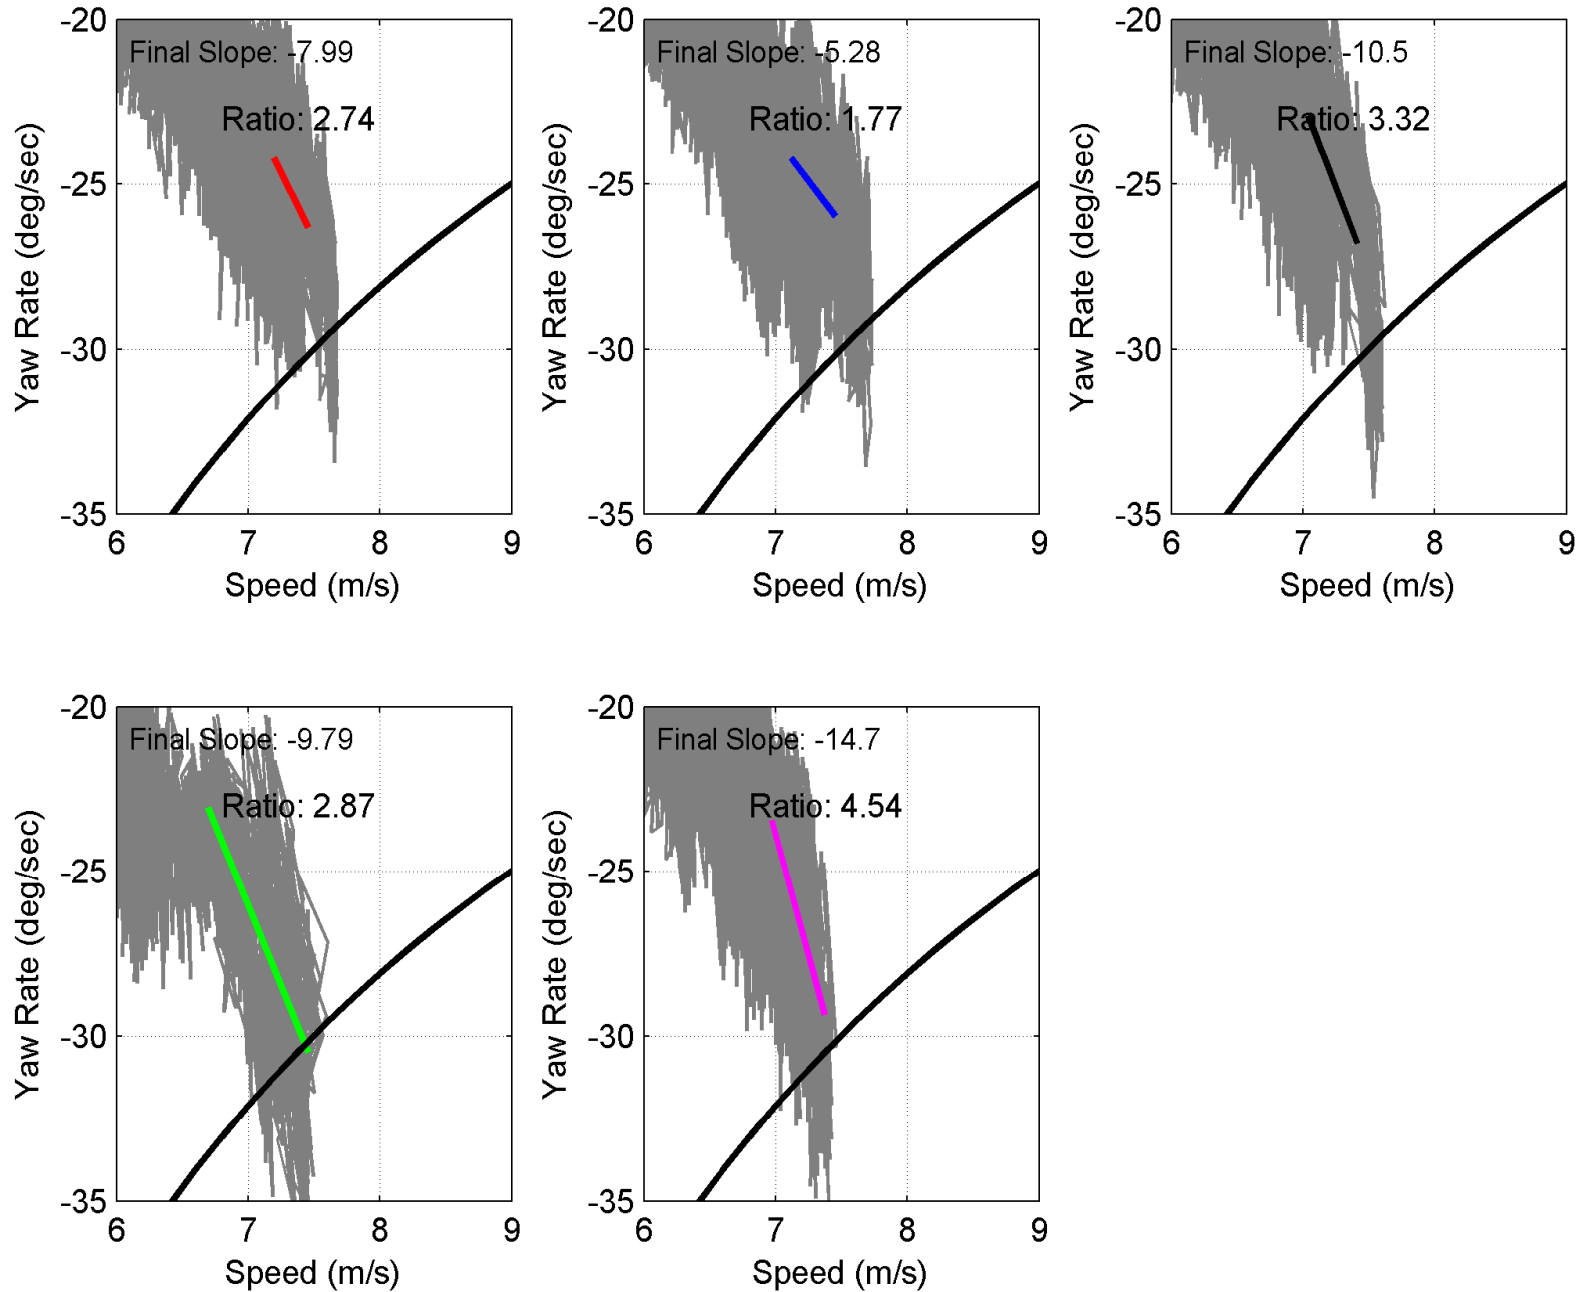 -20
-25
-30
-35
Yaw Rate (deg/sec)
Final Slope: -7.99
Ratio: 2.74
6 7 8 9
Speed (m/s)
-20
-25
-30
-35
Yaw Rate (deg/sec)
Final Slope: -5.28
Ratio: 1.77
6 7 8 9
Speed (m/s)
-20
-25
-30
-35
Yaw Rate (deg/sec)
Final Slope: -10.5
Ratio: 3.32
6 7 8 9
Speed (m/s)
-20
-25
-30
-35
Yaw Rate (deg/sec)
Final Slope: -9.79
Ratio: 2.87
6 7 8 9
Speed (m/s)
-20
-25
-30
-35
Yaw Rate (deg/sec)
Final Slope: -14.7
Ratio: 4.54
6 7 8 9
Speed (m/s)